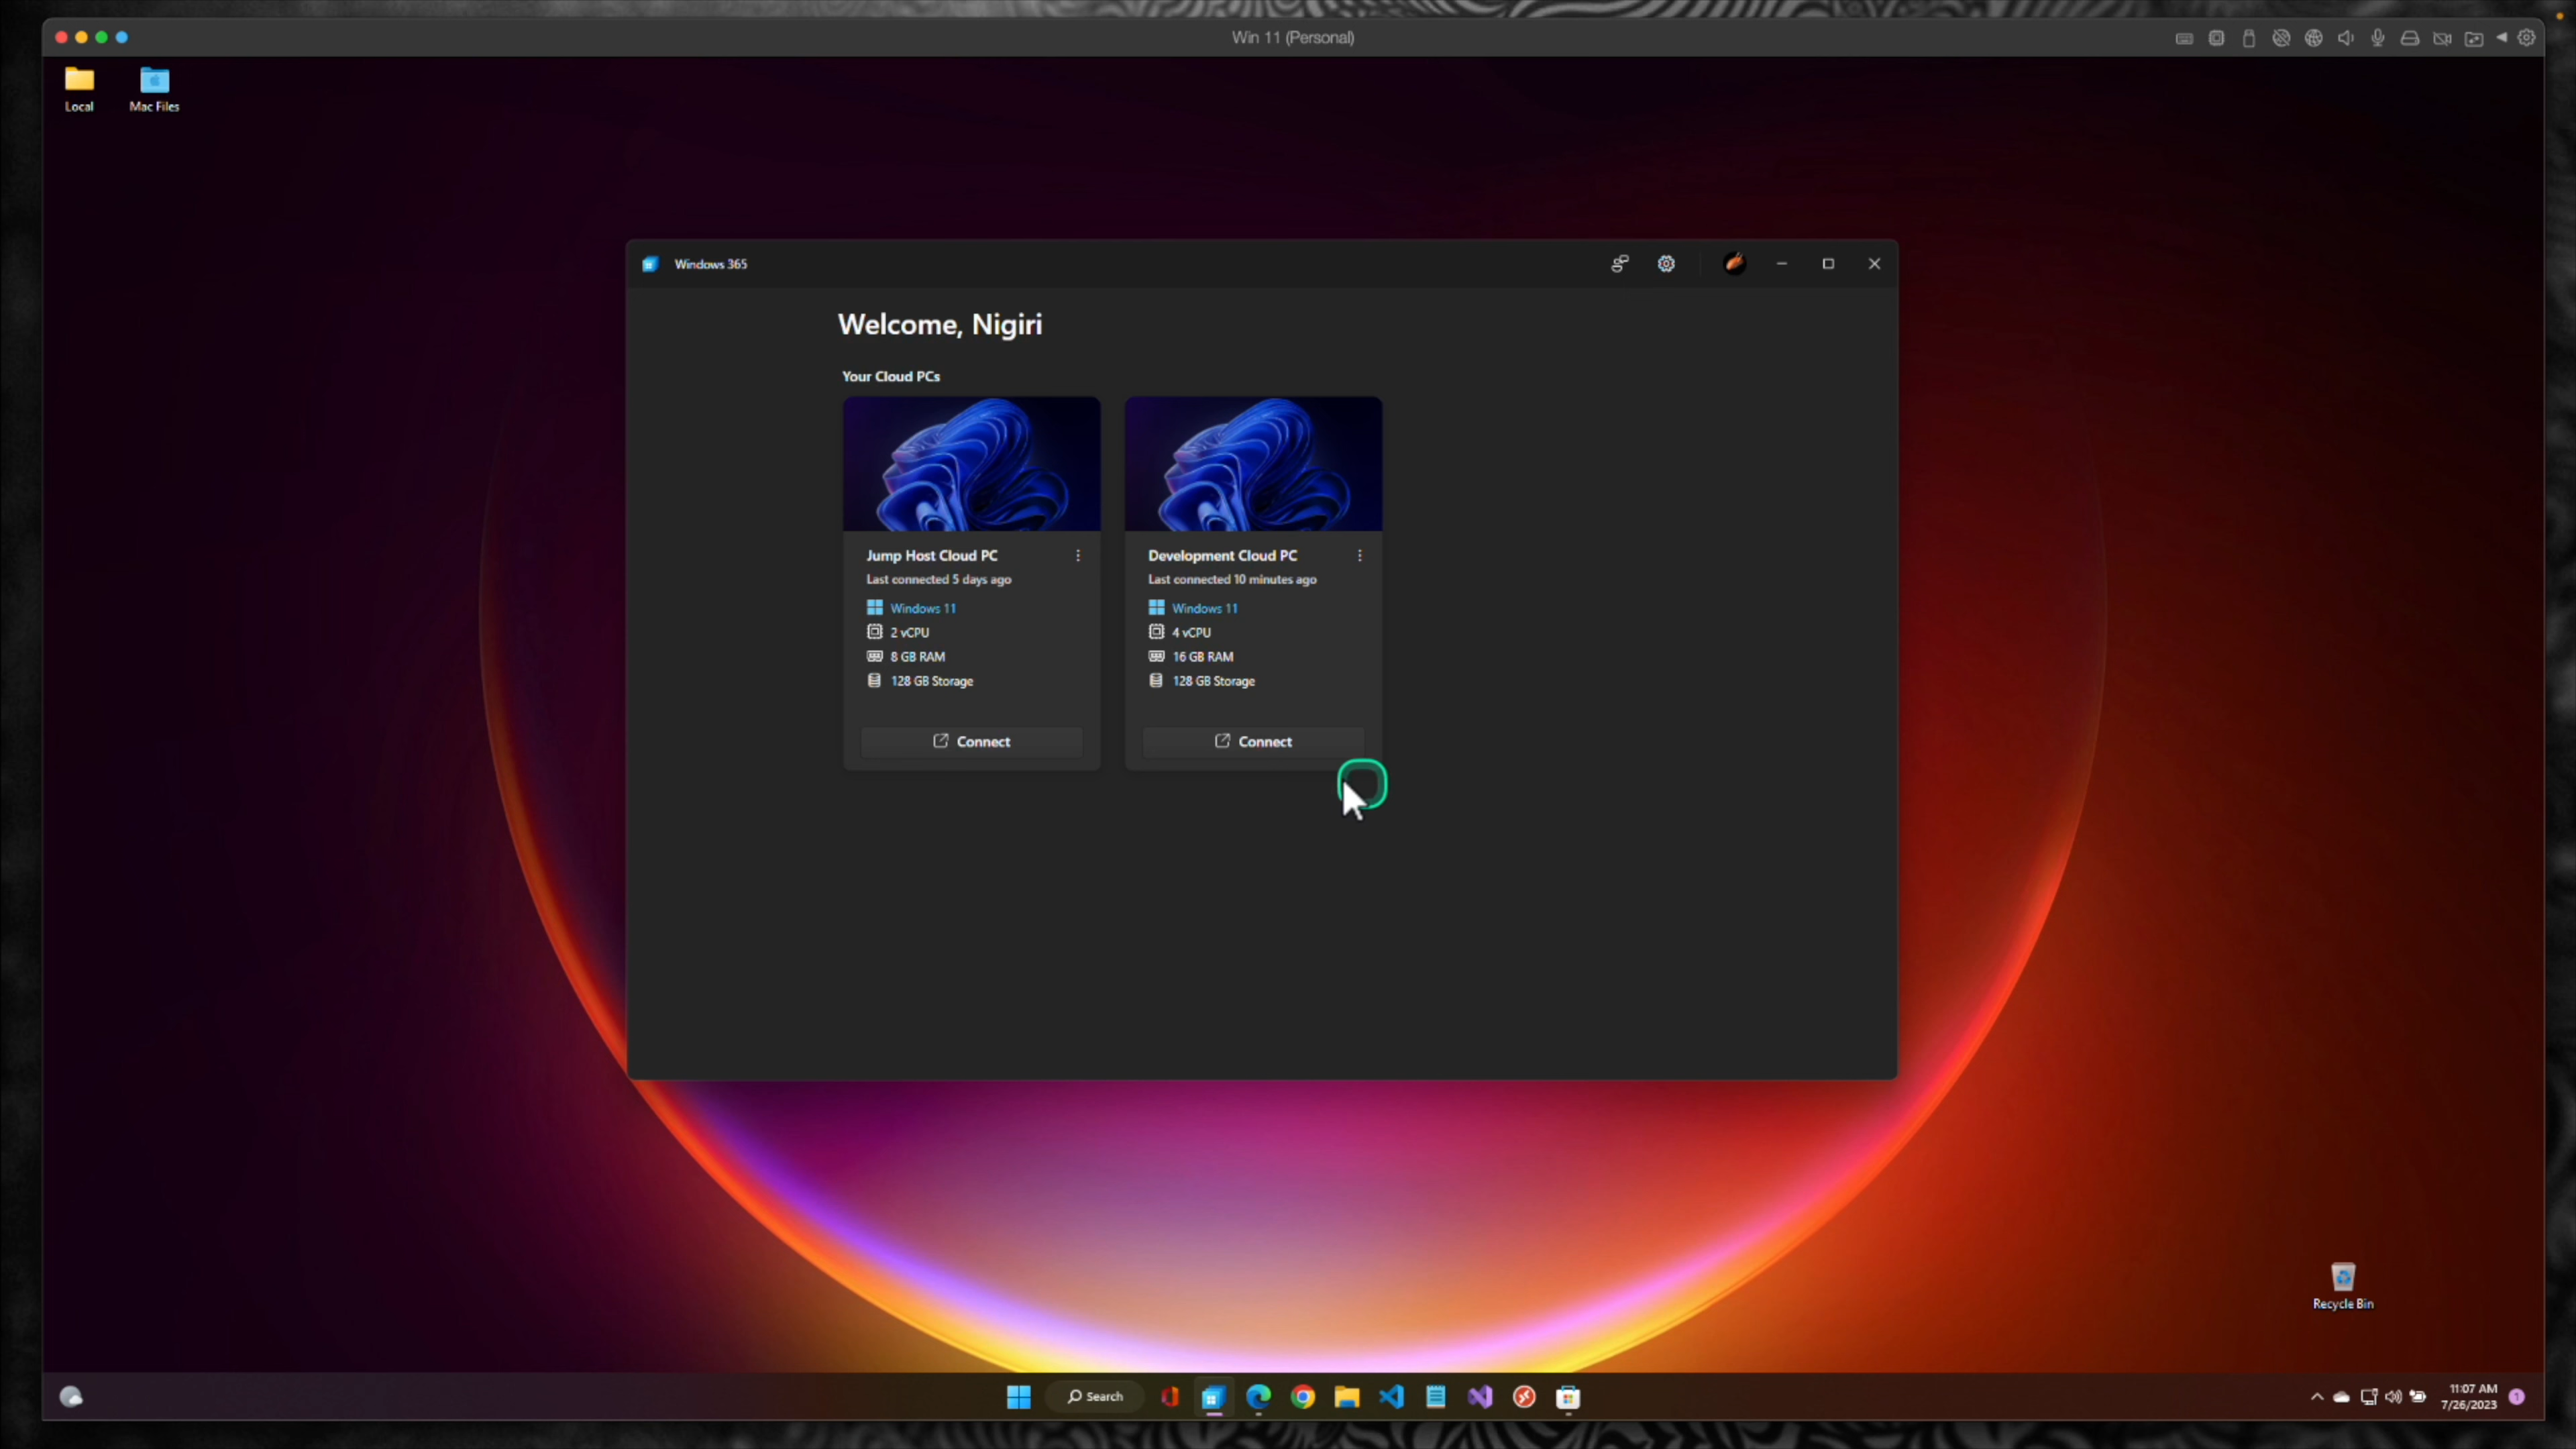 Win 11 (Personal)
Local
Mac Files
Windows 365
Welcome, Nigiri
Your Cloud PCs
Jump Host Cloud PC
Last connected 5 days ago
Windows 11
2 vCPU
8 GB RAM
128 GB Storage
Connect
Development Cloud PC
Last connected 10 minutes ago
Windows 11
4 vCPU
16 GB RAM
128 GB Storage
Connect
Recycle Bin
Search
11:07 AM
7/26/2023
1